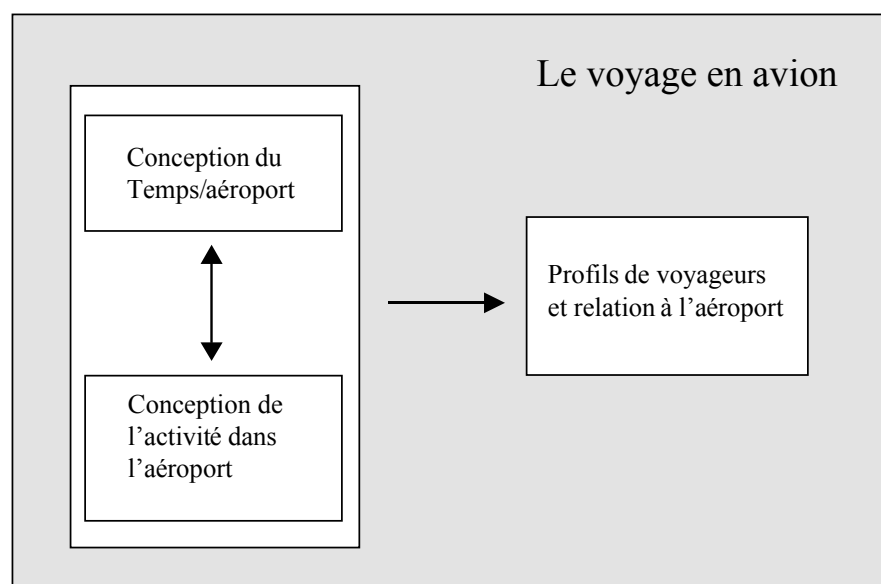 Le voyage en avion
Conception du
Temps/aéroport
Profils de voyageurs
et relation à l’aéroport
Conception de
l’activité dans
l’aéroport